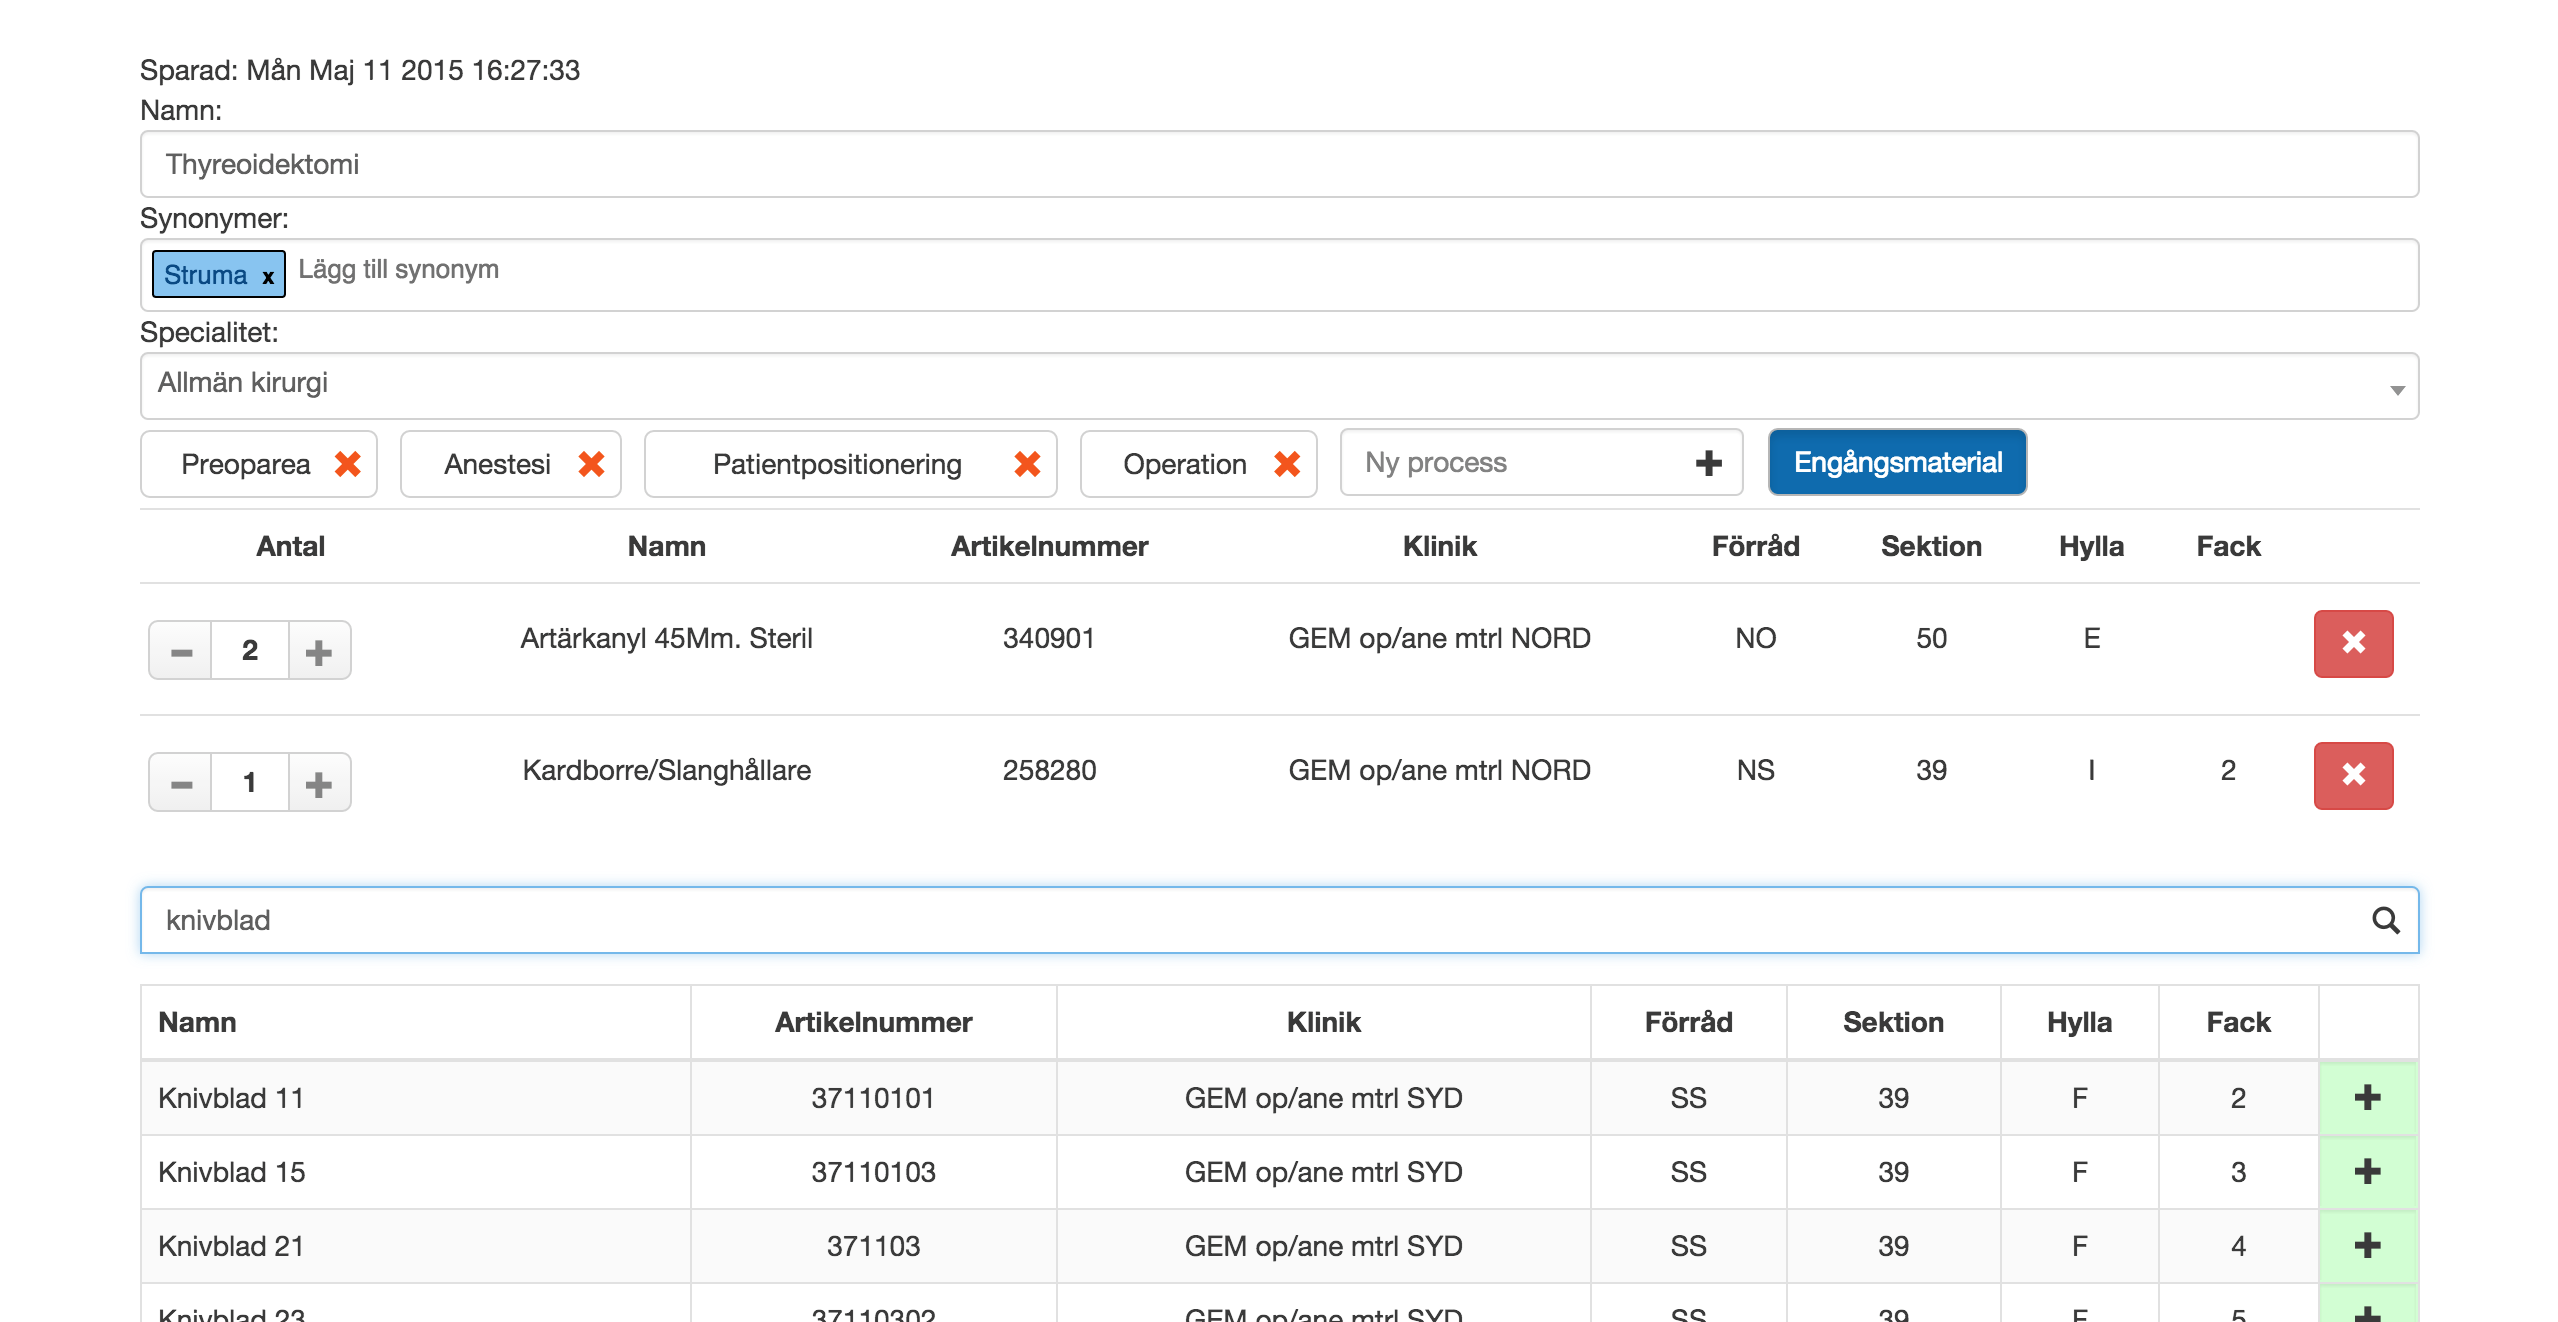 Sparad: Mån Maj 11 2015 16:27:33
Namn:
Thyreoidektomi
Synonymer:
Struma x Lägg till synonym
Specialitet:
Allmän kirurgi
Preoparea Anestesi Patientpositionering Operation Ny process Engångsmaterial
Antal Namn Artikelnummer Klinik Förråd Sektion Hylla Fack
2 Artärkanyl 45Mm. Steril 340901 GEM op/ane mtrl NORD NO 50 E
1 Kardborre/Slanghållare 258280 GEM op/ane mtrl NORD NS 39 I 2
knivblad
Namn Artikelnummer Klinik Förråd Sektion Hylla Fack
Knivblad 11 37110101 GEM op/ane mtrl SYD SS 39 F 2
Knivblad 15 37110103 GEM op/ane mtrl SYD SS 39 F 3
Knivblad 21 371103 GEM op/ane mtrl SYD SS 39 F 4
Knivblad 23 37110302 GEM op/ane mtrl SYD SS 39 F 5